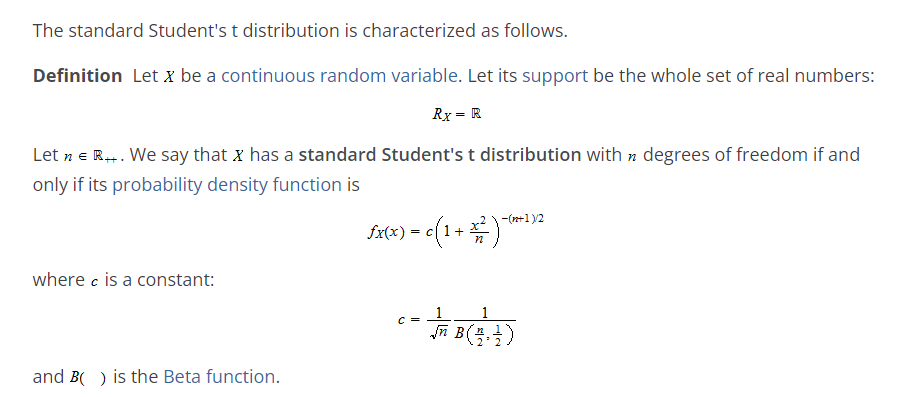 The standard Student's t distribution is characterized as follows.
Definition Let X be a continuous random variable. Let its support be the whole set of real numbers:
R_X = ℝ
Let n ∈ ℝ₊₊. We say that X has a standard Student's t distribution with n degrees of freedom if and
only if its probability density function is
f_X(x) = c(1 + x²/n)^(-(n+1)/2)
where c is a constant:
c = 1/√n 1/B(n/2, 1/2)
and B( ) is the Beta function.